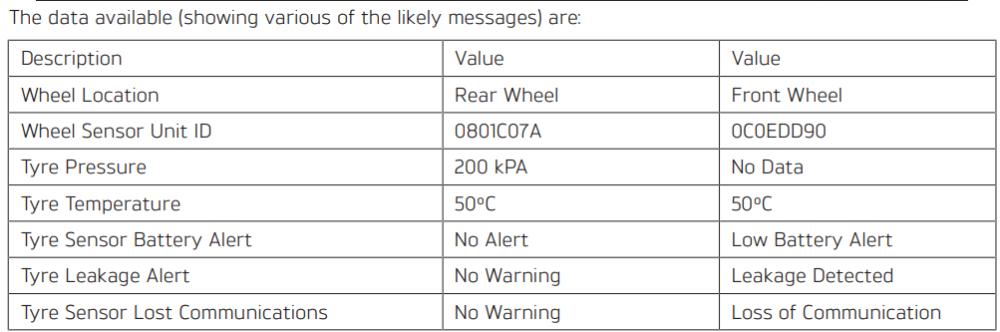 The data available (showing various of the likely messages) are:
Description Value Value
Wheel Location Rear Wheel Front Wheel
Wheel Sensor Unit ID 0801C07A 0C0EDD90
Tyre Pressure 200 kPA No Data
Tyre Temperature 50ºC 50ºC
Tyre Sensor Battery Alert No Alert Low Battery Alert
Tyre Leakage Alert No Warning Leakage Detected
Tyre Sensor Lost Communications No Warning Loss of Communication